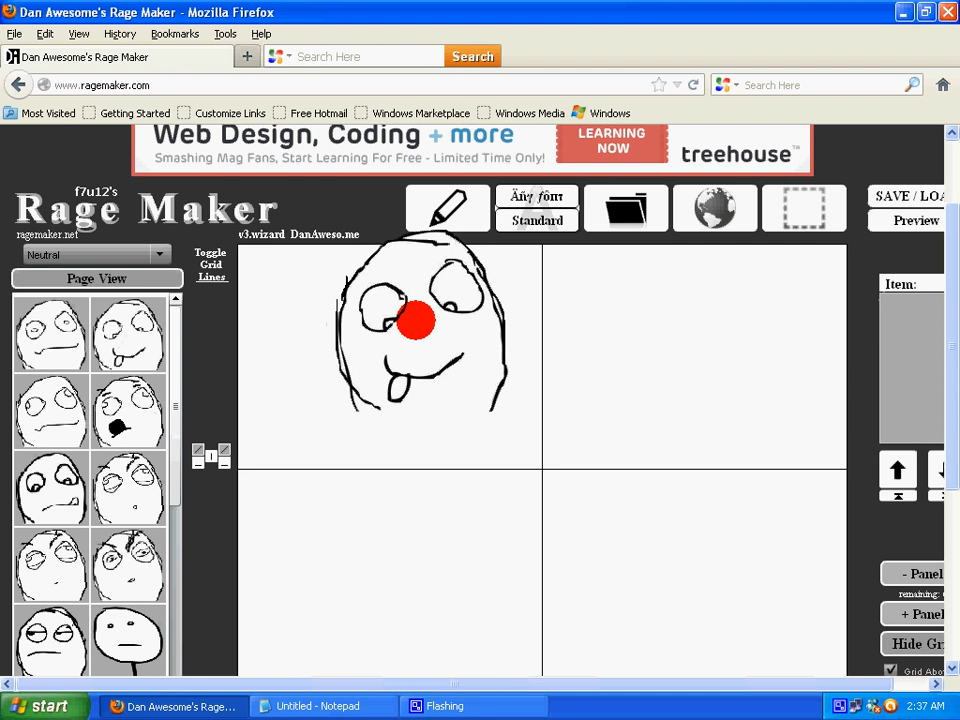 Dan Awesome's Rage Maker - Mozilla Firefox
File Edit View History Bookmarks Tools Help
Dan Awesome's Rage Maker
Search Here
Search
www.ragemaker.com
Search Here
Most Visited Getting Started Customize Links Free Hotmail Windows Marketplace Windows Media Windows
Web Design, Coding + more
Smashing Mag Fans, Start Learning For Free - Limited Time Only!
LEARNING
NOW
treehouse™
f7u12's
Rage Maker
ragemaker.net
v3.wizard DanAweso.me
Standard
SAVE / LOA
Preview
Neutral
Page View
Toggle
Grid
Lines
Item:
- Panel
remaining:
+ Panel
Hide Gr
Grid Abo
start
Dan Awesome's Rage...
Untitled - Notepad
Flashing
2:37 AM